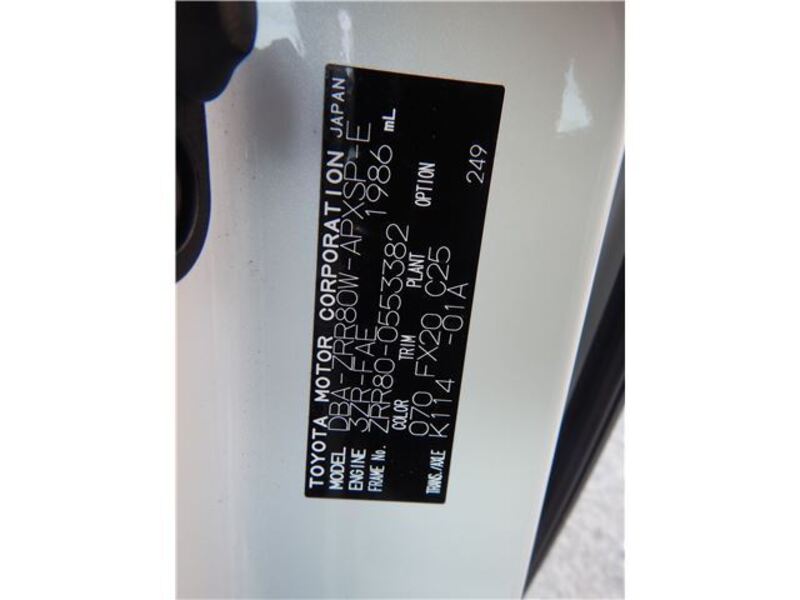 TOYOTA MOTOR CORPORATION JAPAN
MODEL DBA-ZRR80W-APXSP-E
ENGINE 3ZR-FAE 1986 mL
FRAME No. ZRR80-0553382
COLOR TRIM PLANT OPTION
070 FX20 C25 249
TRANS./AXLE K114 -01A